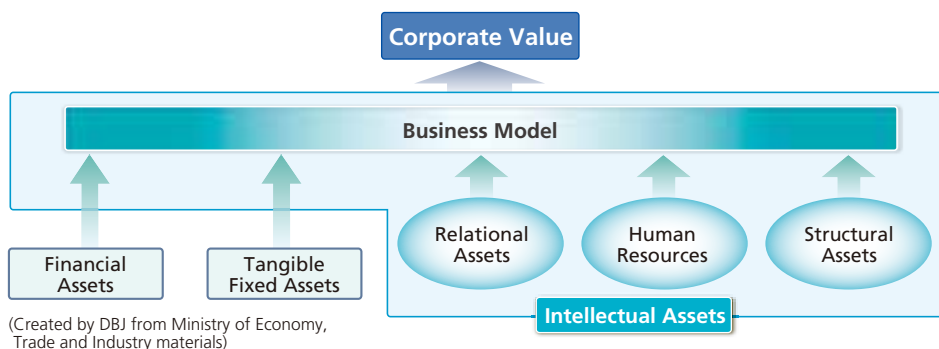 Corporate Value
Business Model
Financial
Assets
Tangible
Fixed Assets
Relational
Assets
Human
Resources
Structural
Assets
Intellectual Assets
(Created by DBJ from Ministry of Economy,
Trade and Industry materials)